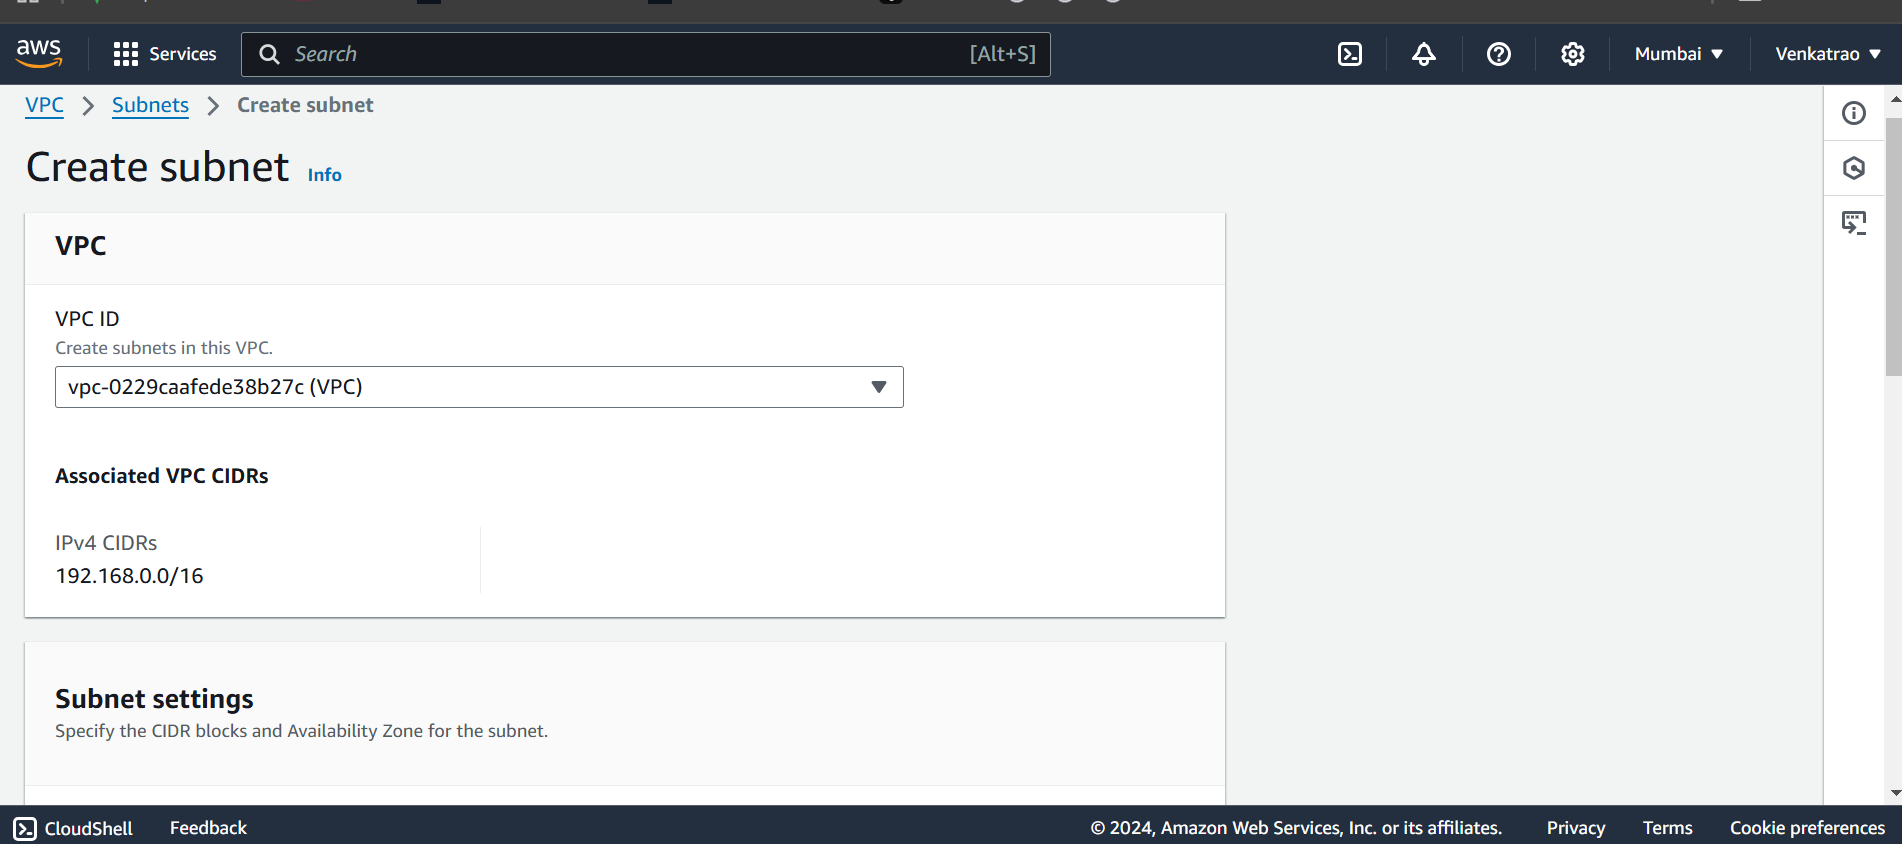 aws Services Search [Alt+S] Mumbai Venkatrao
VPC Subnets Create subnet
Create subnet Info
VPC
VPC ID
Create subnets in this VPC.
vpc-0229caafede38b27c (VPC)
Associated VPC CIDRs
IPv4 CIDRs
192.168.0.0/16
Subnet settings
Specify the CIDR blocks and Availability Zone for the subnet.
CloudShell Feedback © 2024, Amazon Web Services, Inc. or its affiliates. Privacy Terms Cookie preferences